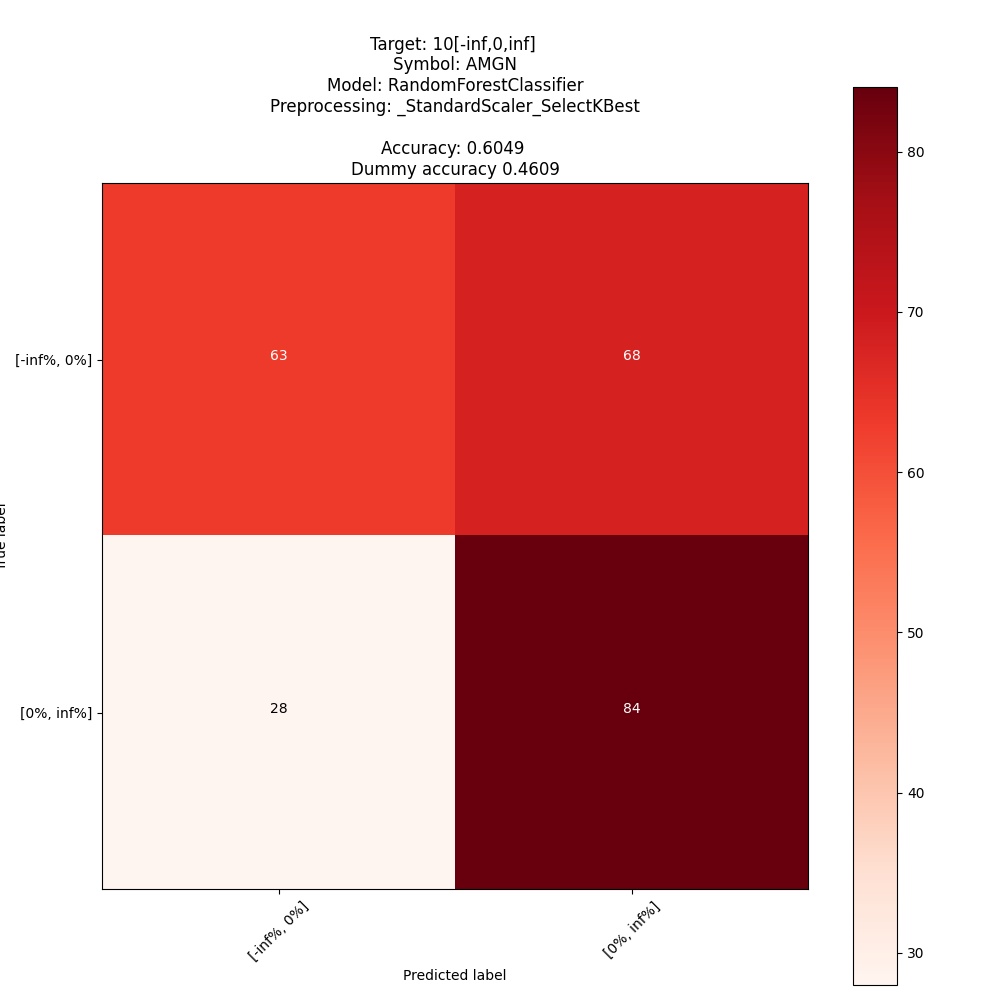 Target: 10[-inf,0,inf]
Symbol: AMGN
Model: RandomForestClassifier
Preprocessing: _StandardScaler_SelectKBest
Accuracy: 0.6049
Dummy accuracy 0.4609
80
70
60
50
40
30
[-inf%, 0%]
63
68
True label
[0%, inf%]
28
84
[-inf%, 0%]
[0%, inf%]
Predicted label